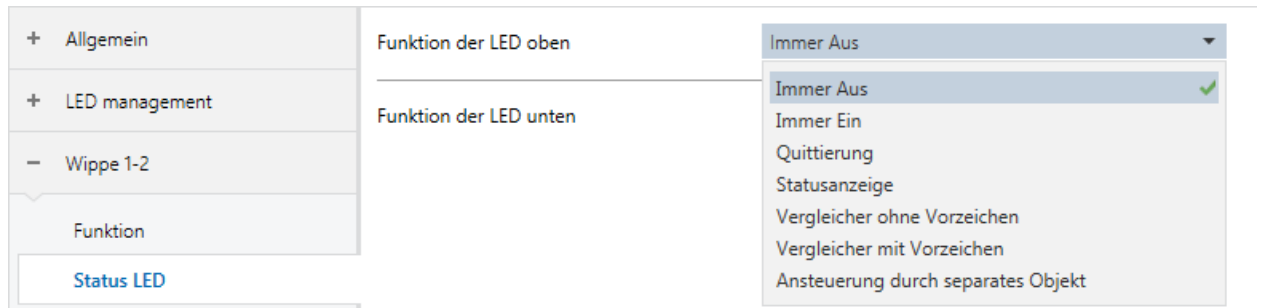 + Allgemein
+ LED management
− Wippe 1-2
Funktion
Status LED
Funktion der LED oben
Immer Aus
Funktion der LED unten
Immer Aus
Immer Ein
Quittierung
Statusanzeige
Vergleicher ohne Vorzeichen
Vergleicher mit Vorzeichen
Ansteuerung durch separates Objekt